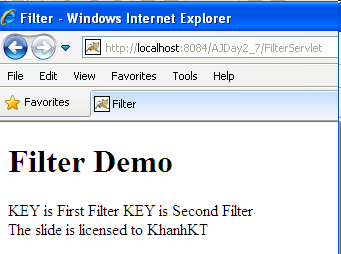 Filter - Windows Internet Explorer
http://localhost:8084/AJDay2_7/FilterServlet
File Edit View Favorites Tools Help
Favorites Filter
Filter Demo
KEY is First Filter KEY is Second Filter
The slide is licensed to KhanhKT